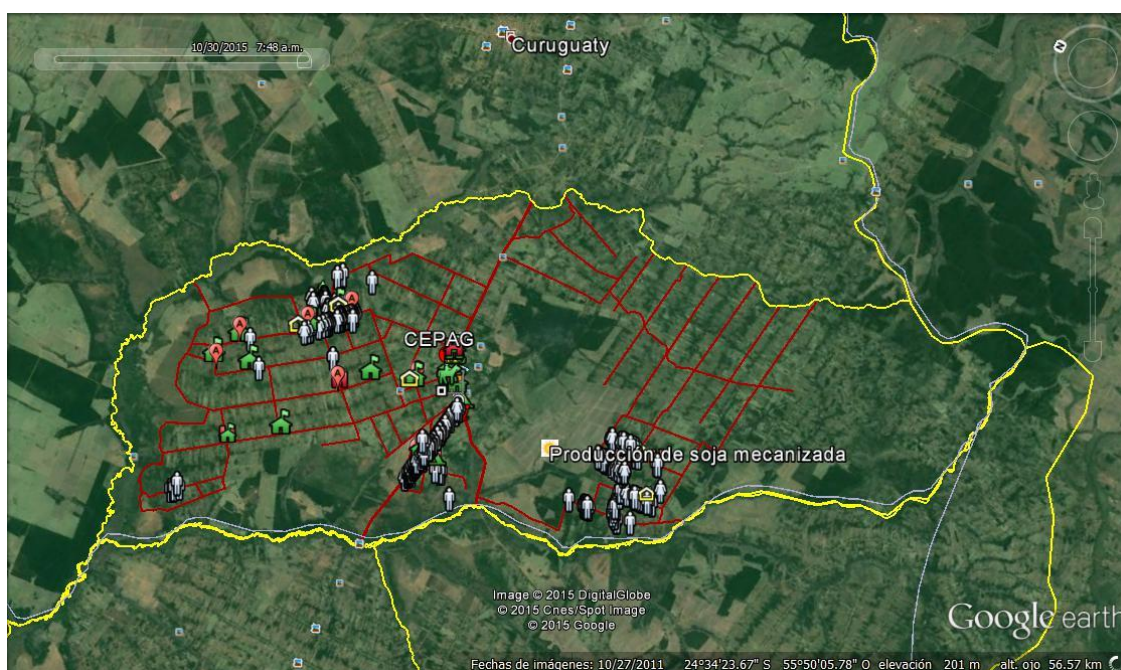 Curuguaty
10/30/2015 7:48 a.m.
N
CEPAG
A
A
A
A
A
A
Producción de soja mecanizada
Image © 2015 DigitalGlobe
© 2015 Cnes/Spot Image
© 2015 Google
Google earth
Fechas de imágenes: 10/27/2011 24°34'23.67" S 55°50'05.78" O elevación 201 m alt. ojo 56.57 km